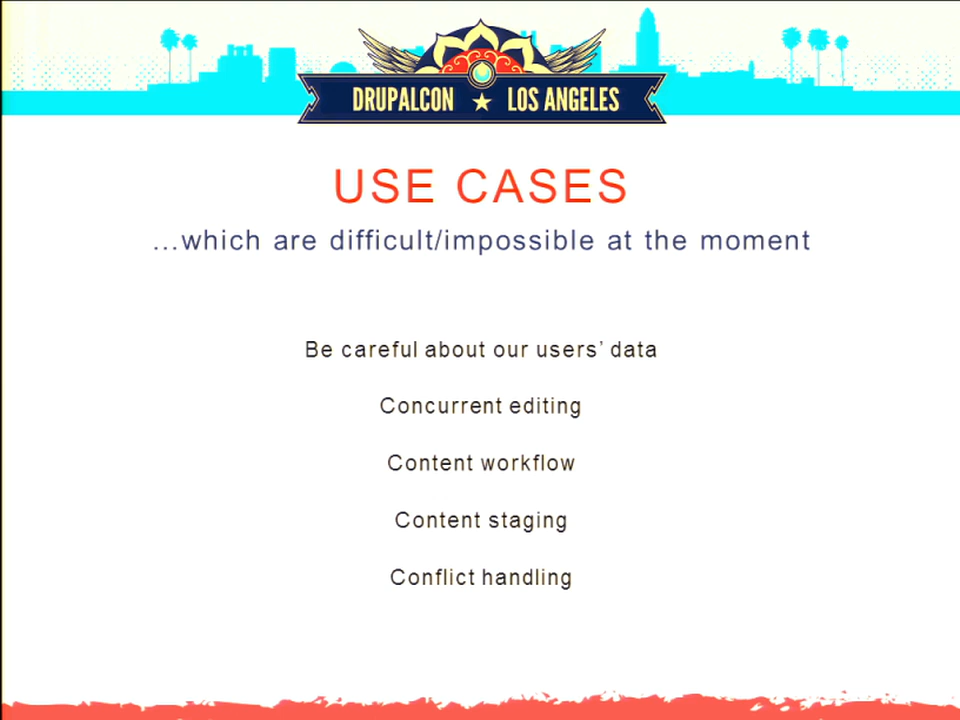 DRUPALCON ★ LOS ANGELES
USE CASES
...which are difficult/impossible at the moment
Be careful about our users’ data
Concurrent editing
Content workflow
Content staging
Conflict handling